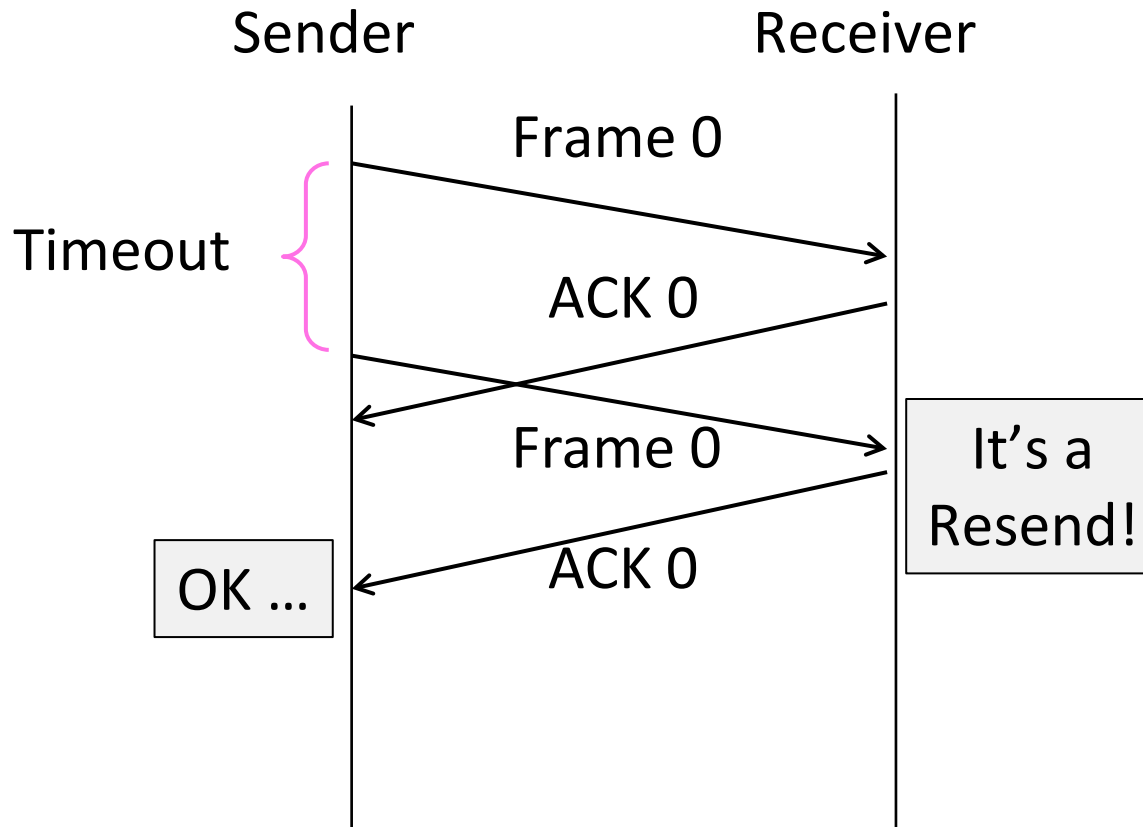 Sender
Receiver
Frame 0
Timeout
ACK 0
Frame 0
It’s a
Resend!
ACK 0
OK …